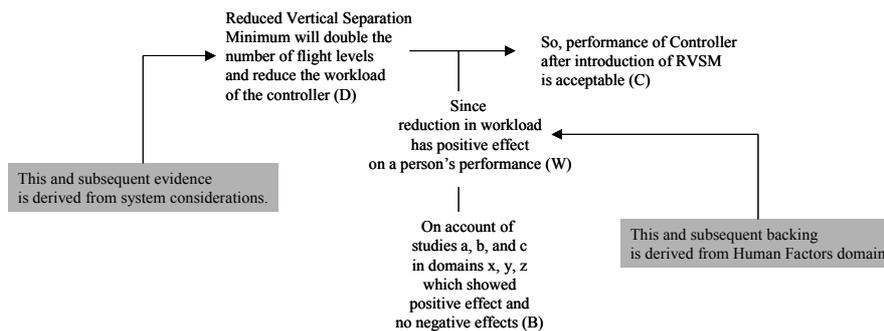 Reduced Vertical Separation
Minimum will double the
number of flight levels
and reduce the workload
of the controller (D)
So, performance of Controller
after introduction of RVSM
is acceptable (C)
Since
reduction in workload
has positive effect
on a person's performance (W)
This and subsequent evidence
is derived from system considerations.
On account of
studies a, b, and c
in domains x, y, z
which showed
positive effect and
no negative effects (B)
This and subsequent backing
is derived from Human Factors domain